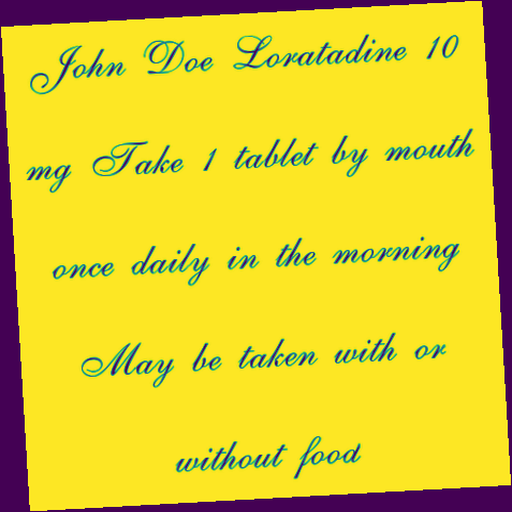 John Doe Loratadine 10
mg Take 1 tablet by mouth
once daily in the morning
May be taken with or
without food